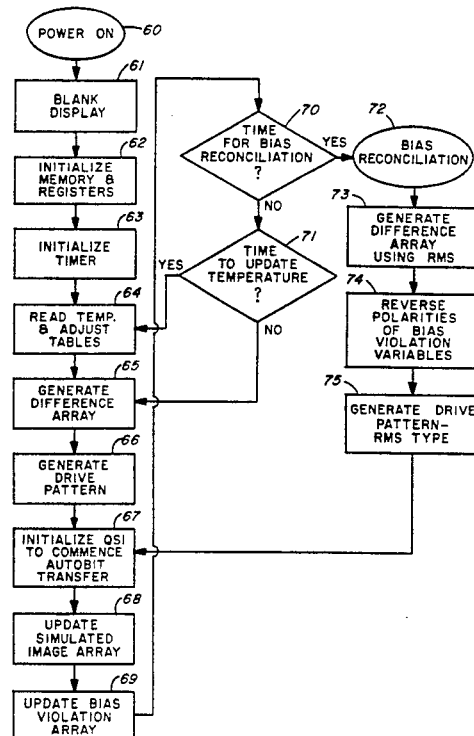 POWER ON
60
61
BLANK
DISPLAY
62
INITIALIZE
MEMORY &
REGISTERS
63
INITIALIZE
TIMER
64
READ TEMP.
& ADJUST
TABLES
65
GENERATE
DIFFERENCE
ARRAY
66
GENERATE
DRIVE
PATTERN
67
INITIALIZE QSI
TO COMMENCE
AUTOBIT
TRANSFER
68
UPDATE
SIMULATED
IMAGE ARRAY
69
UPDATE BIAS
VIOLATION
ARRAY
70
TIME
FOR BIAS
RECONCILIATION
?
YES
NO
71
TIME
TO UPDATE
TEMPERATURE
?
YES
NO
72
BIAS
RECONCILIATION
73
GENERATE
DIFFERENCE
ARRAY
USING RMS
74
REVERSE
POLARITIES
OF BIAS
VIOLATION
VARIABLES
75
GENERATE DRIVE
PATTERN–
RMS TYPE